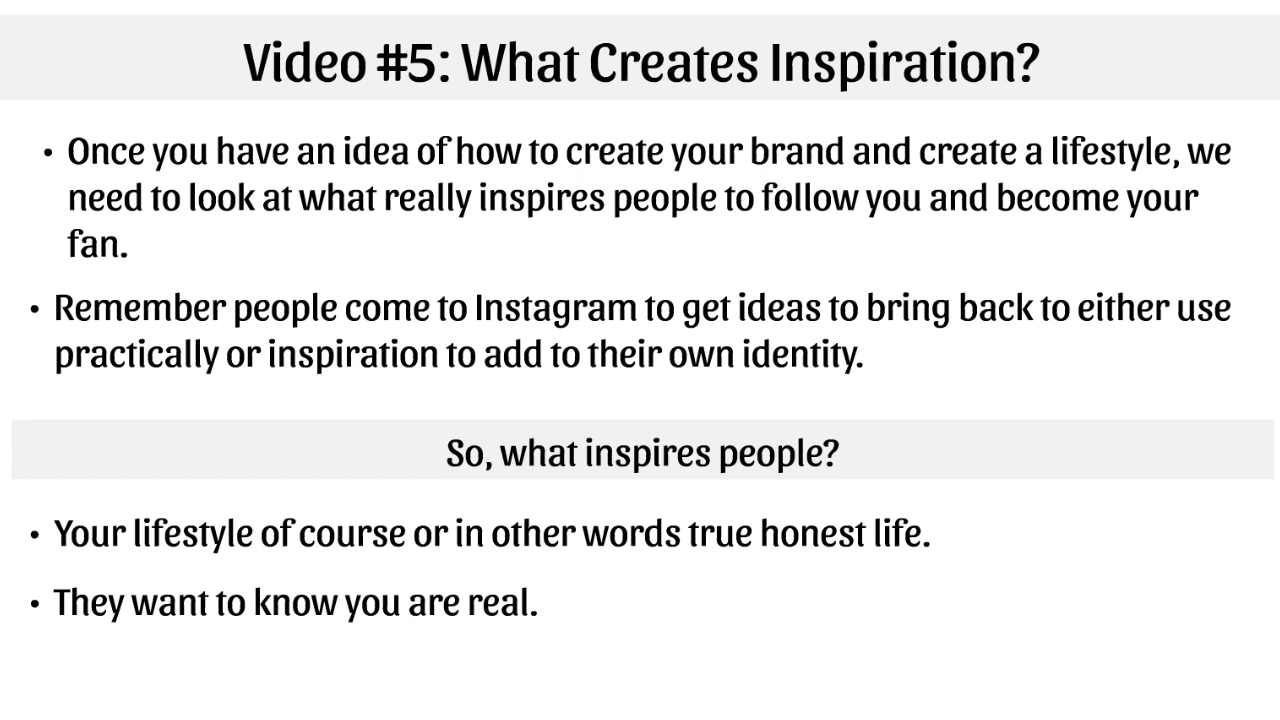 Video #5: What Creates Inspiration?
• Once you have an idea of how to create your brand and create a lifestyle, we
need to look at what really inspires people to follow you and become your
fan.
• Remember people come to Instagram to get ideas to bring back to either use
practically or inspiration to add to their own identity.
So, what inspires people?
• Your lifestyle of course or in other words true honest life.
• They want to know you are real.